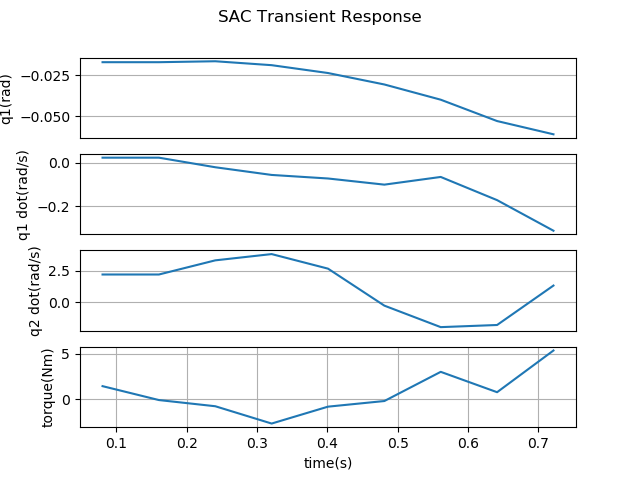 SAC Transient Response
q1(rad)
−0.025
−0.050
q1 dot(rad/s)
0.0
−0.2
q2 dot(rad/s)
2.5
0.0
torque(Nm)
5
0
0.1 0.2 0.3 0.4 0.5 0.6 0.7
time(s)